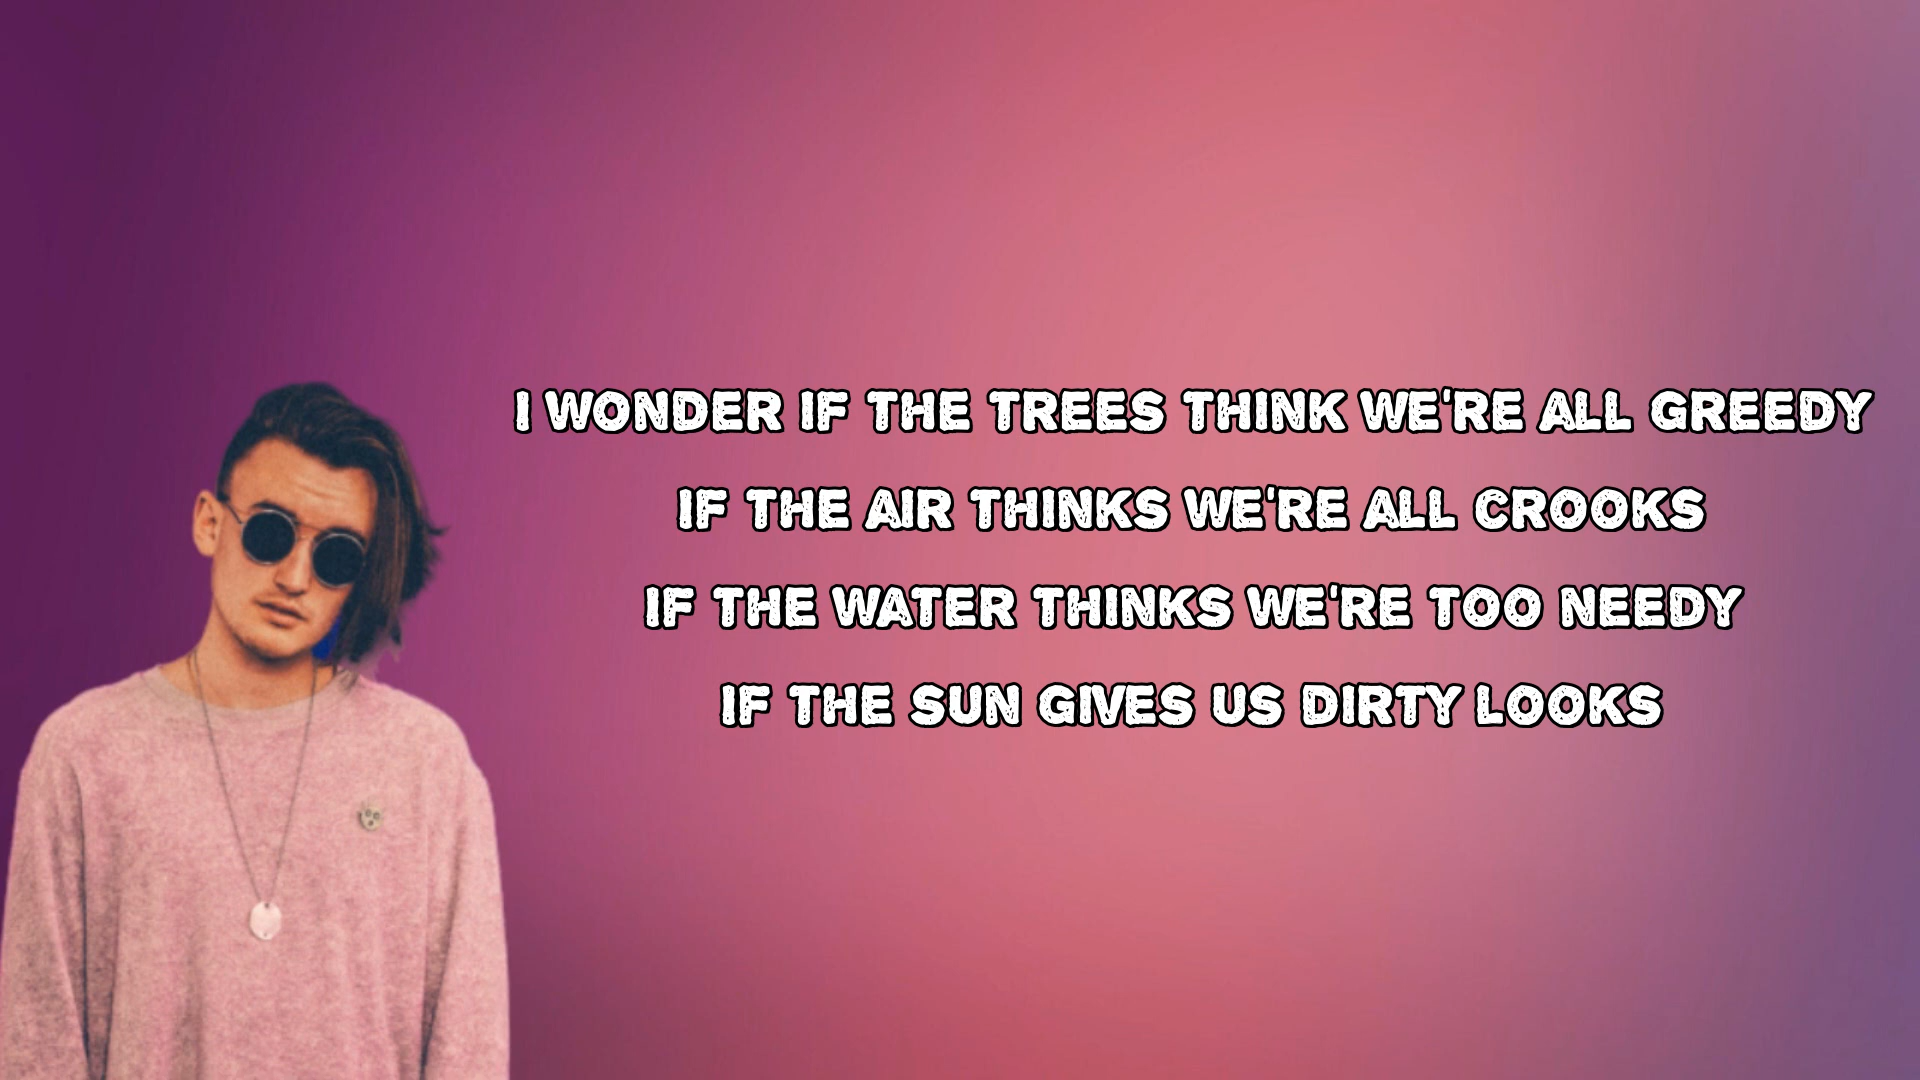 I WONDER IF THE TREES THINK WE'RE ALL GREEDY
IF THE AIR THINKS WE'RE ALL CROOKS
IF THE WATER THINKS WE'RE TOO NEEDY
IF THE SUN GIVES US DIRTY LOOKS